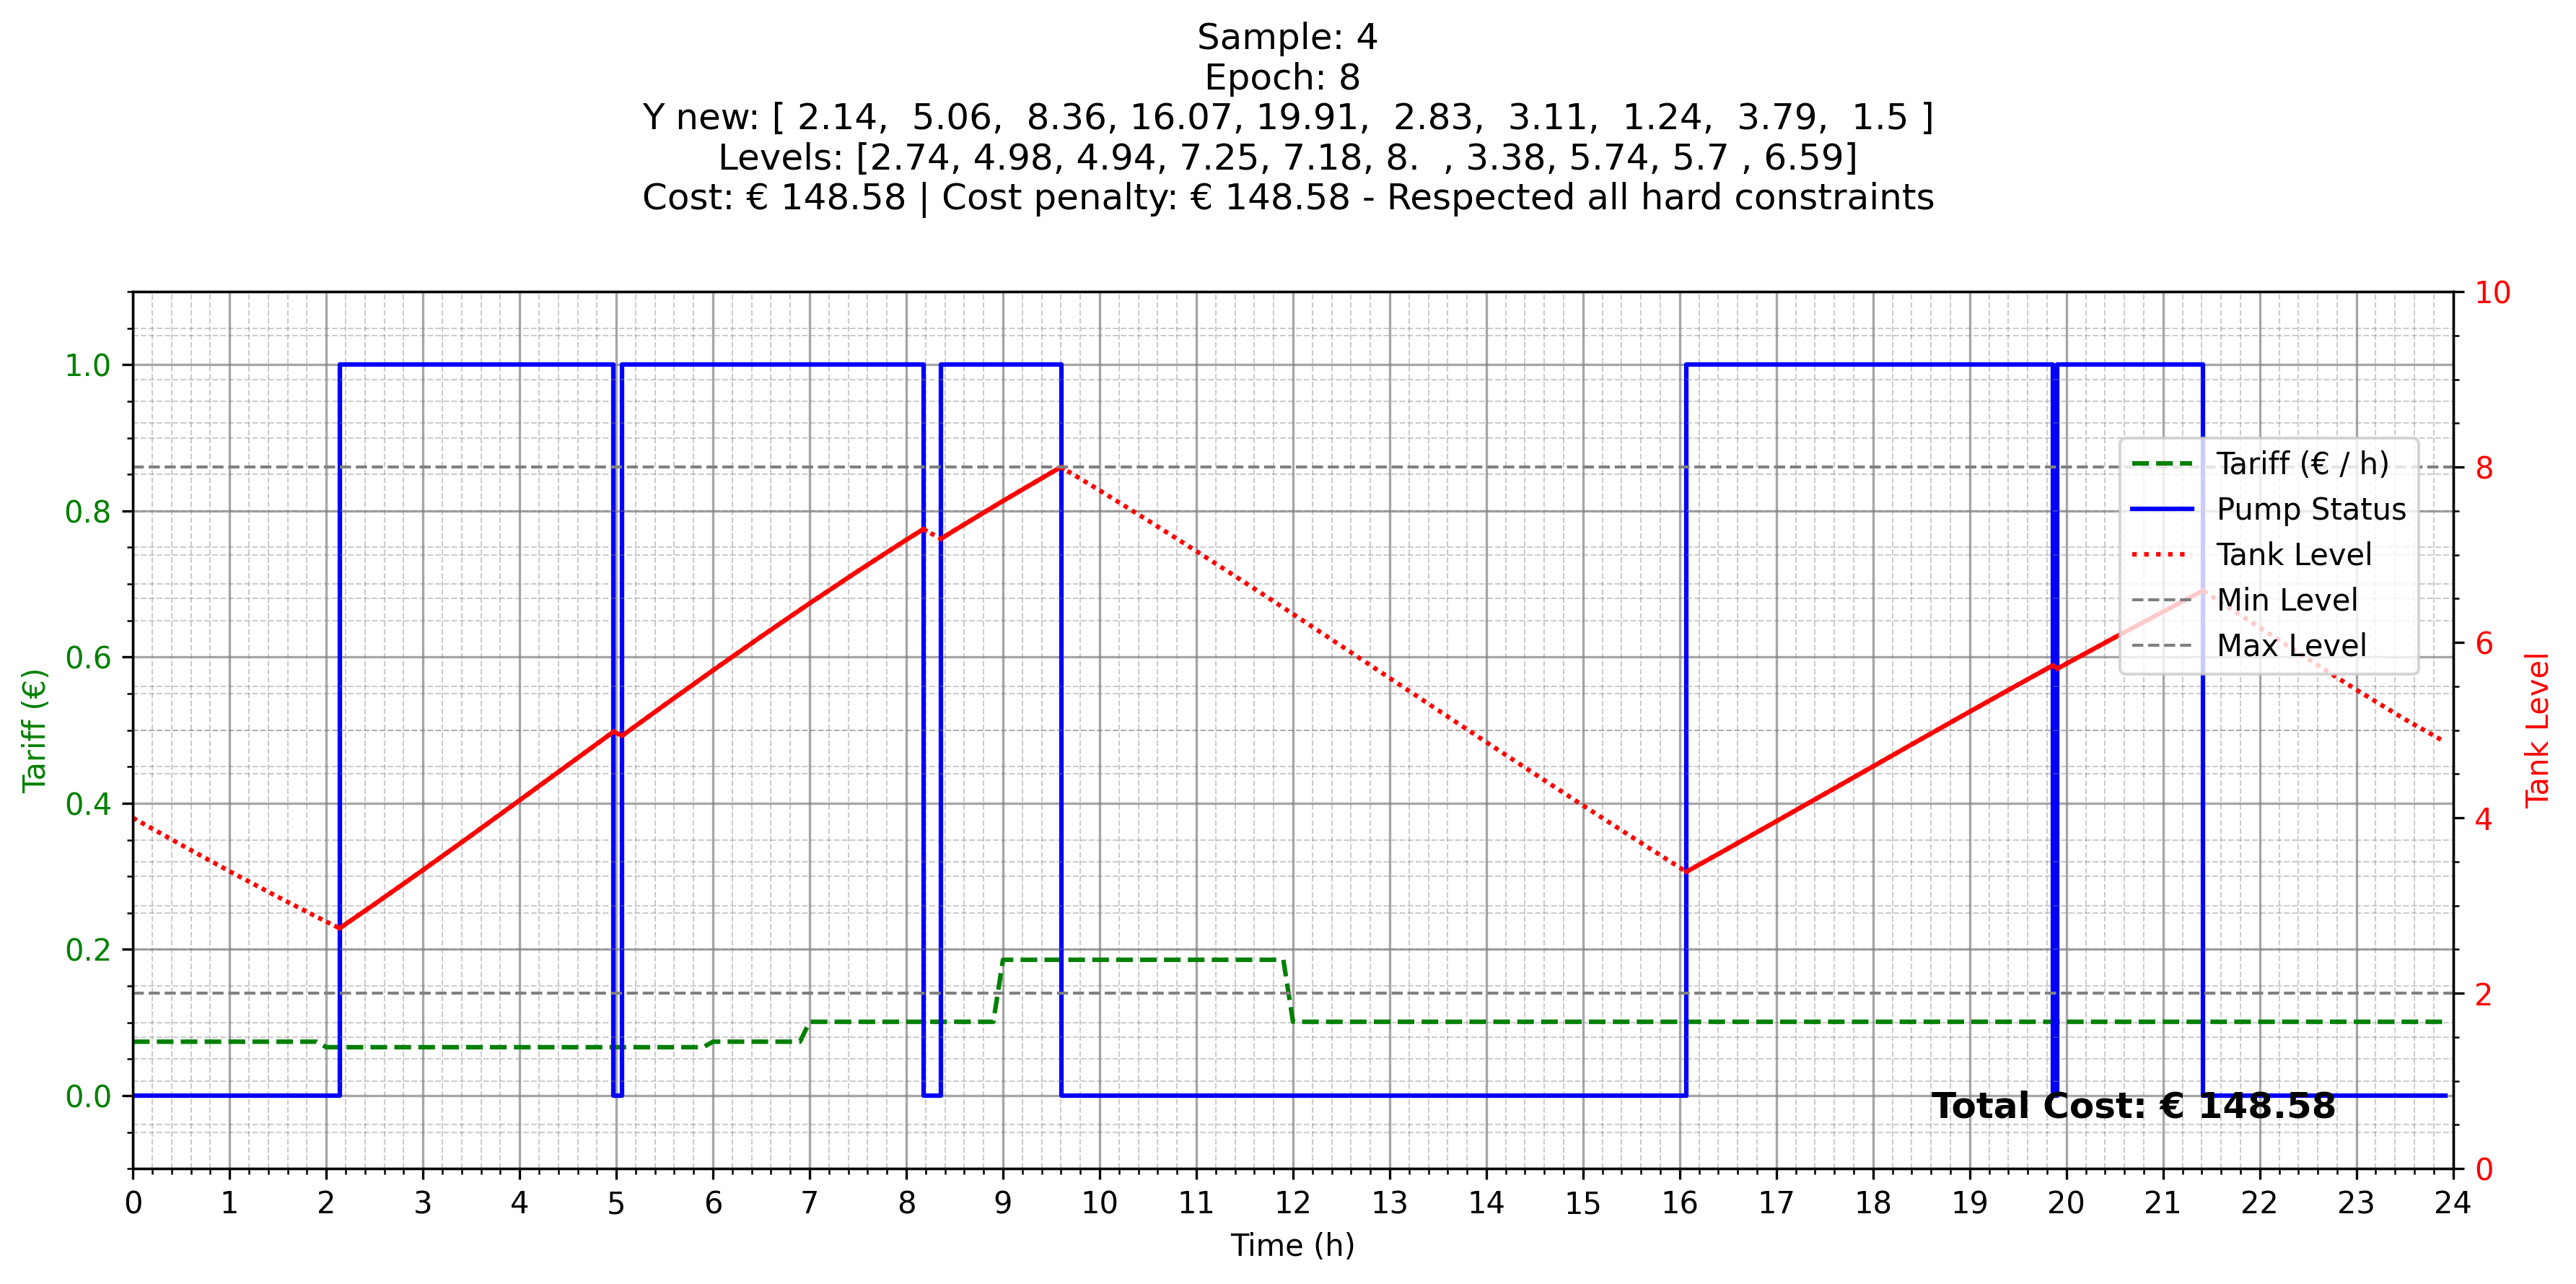 Sample: 4
Epoch: 8
Y new: [ 2.14,  5.06,  8.36, 16.07, 19.91,  2.83,  3.11,  1.24,  3.79,  1.5 ]
Levels: [2.74, 4.98, 4.94, 7.25, 7.18, 8.  , 3.38, 5.74, 5.7 , 6.59]
Cost: € 148.58 | Cost penalty: € 148.58 - Respected all hard constraints
10
1.0
8
0.8
6
0.6
4
0.4
2
0.2
0
0.0
Tariff (€)
Tank Level
Tariff (€ / h)
Pump Status
Tank Level
Min Level
Max Level
Total Cost: € 148.58
0 1 2 3 4 5 6 7 8 9 10 11 12 13 14 15 16 17 18 19 20 21 22 23 24
Time (h)